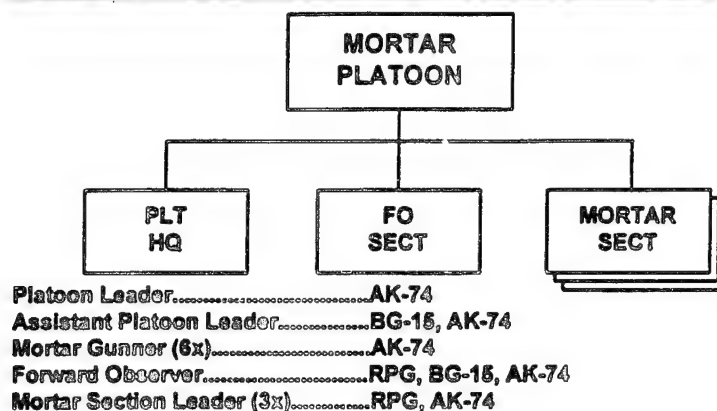 MORTAR
PLATOON
PLT
HQ
FO
SECT
MORTAR
SECT
Platoon Leader..............................AK-74
Assistant Platoon Leader................BG-15, AK-74
Mortar Gunner (6x)........................AK-74
Forward Observer..........................RPG, BG-15, AK-74
Mortar Section Leader (3x)............RPG, AK-74